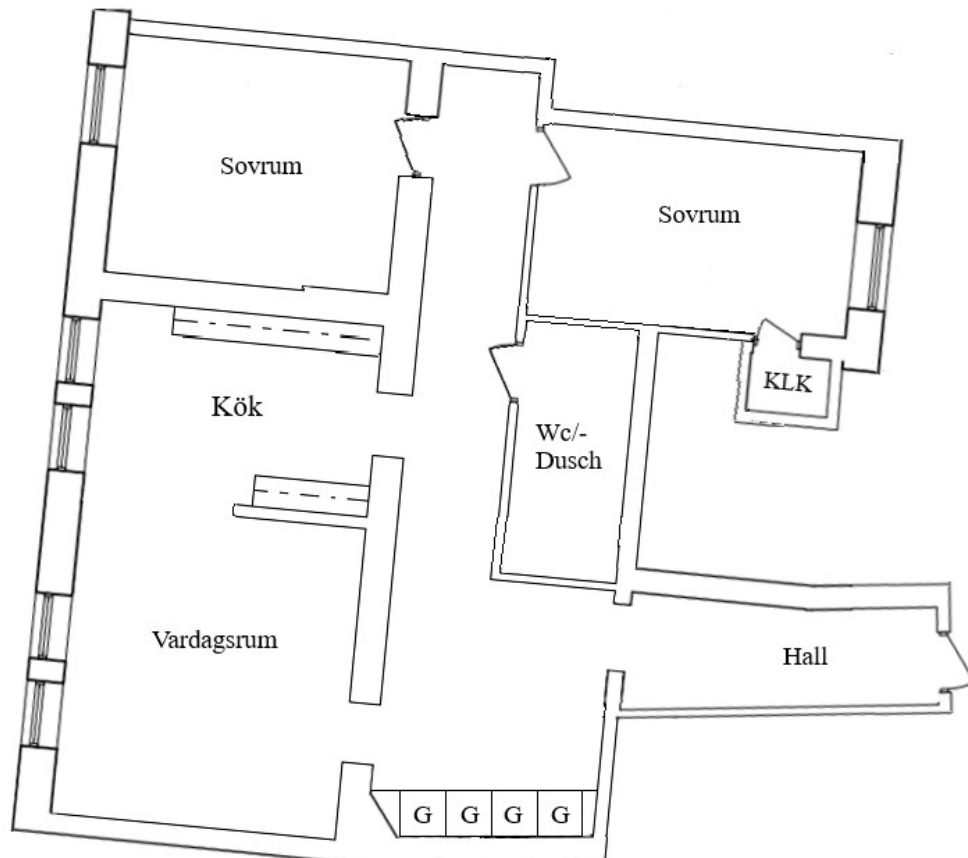 Sovrum
Sovrum
KLK
Kök
Wc/-
Dusch
Vardagsrum
Hall
G G G G